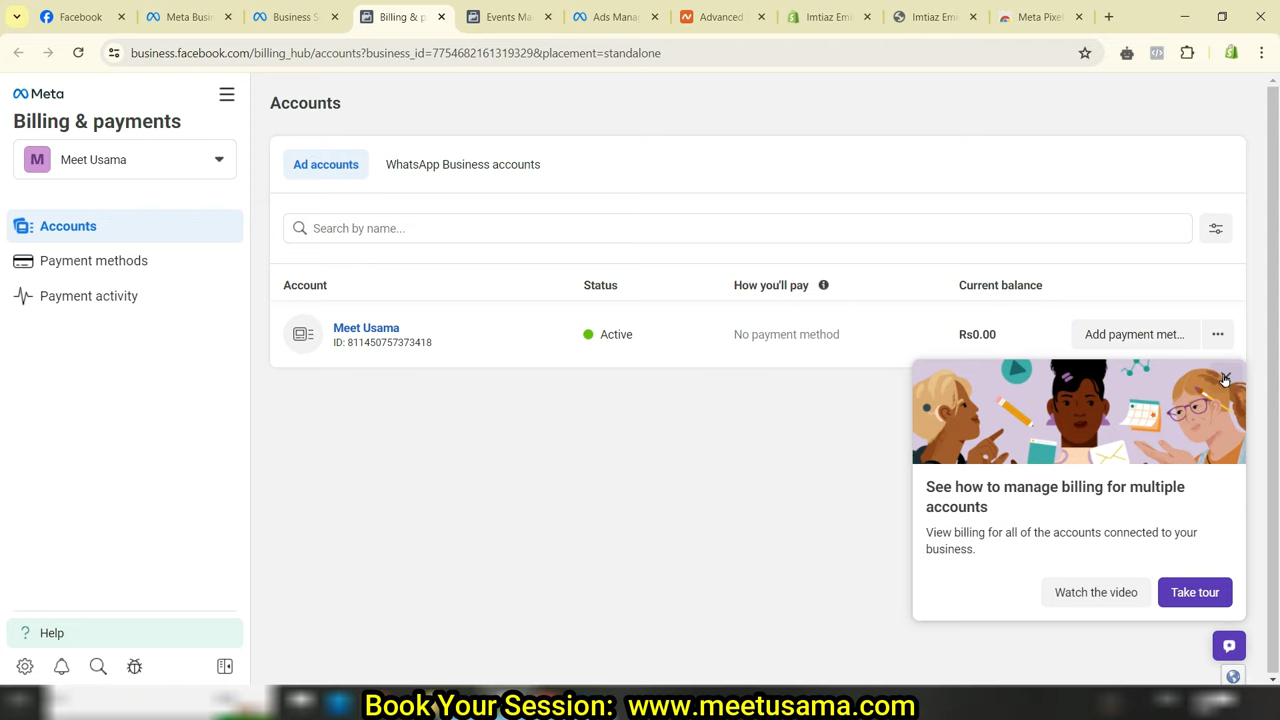 Facebook
Meta Busin
Business S
Billing & p
Events Ma
Ads Mana
Advanced
Imtiaz Emi
Imtiaz Emi
Meta Pixel
business.facebook.com/billing_hub/accounts?business_id=7754682161319329&placement=standalone
Meta
Billing & payments
M Meet Usama
Accounts
Payment methods
Payment activity
Help
Accounts
Ad accounts
WhatsApp Business accounts
Search by name...
Account Status How you'll pay Current balance
Meet Usama
ID: 811450757373418
Active
No payment method
Rs0.00
Add payment met...
See how to manage billing for multiple
accounts
View billing for all of the accounts connected to your
business.
Watch the video
Take tour
Book Your Session: www.meetusama.com